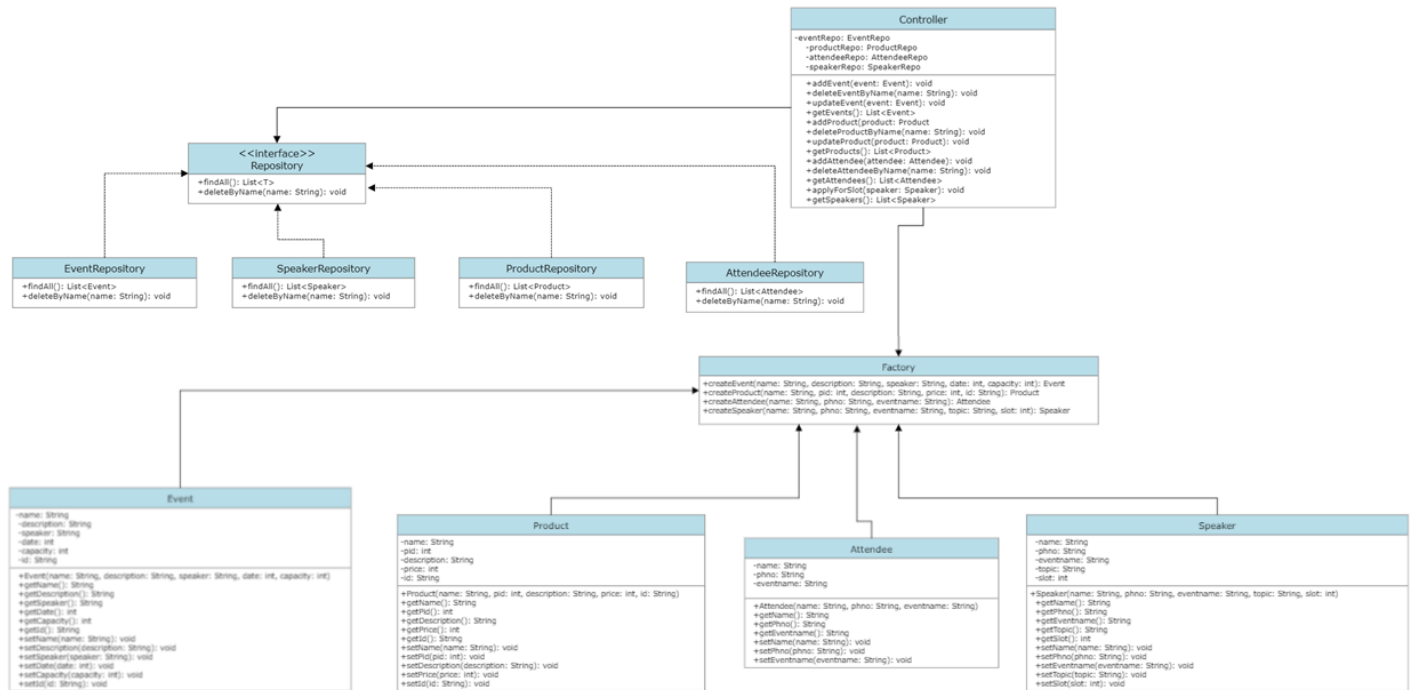 Controller
-eventRepo: EventRepo
-productRepo: ProductRepo
-attendeeRepo: AttendeeRepo
-speakerRepo: SpeakerRepo
+addEvent(event: Event): void
+deleteEventByName(name: String): void
+updateEvent(event: Event): void
+getEvents(): List<Event>
+addProduct(product: Product
+deleteProductByName(name: String): void
+updateProduct(product: Product): void
+getProducts(): List<Product>
+addAttendee(attendee: Attendee): void
+deleteAttendeeByName(name: String): void
+getAttendees(): List<Attendee>
+applyForSlot(speaker: Speaker): void
+getSpeakers(): List<Speaker>
<<interface>>
Repository
+findAll(): List<T>
+deleteByName(name: String): void
EventRepository
+findAll(): List<Event>
+deleteByName(name: String): void
SpeakerRepository
+findAll(): List<Speaker>
+deleteByName(name: String): void
ProductRepository
+findAll(): List<Product>
+deleteByName(name: String): void
AttendeeRepository
+findAll(): List<Attendee>
+deleteByName(name: String): void
Factory
+createEvent(name: String, description: String, speaker: String, date: int, capacity: int): Event
+createProduct(name: String, pid: int, description: String, price: int, id: String): Product
+createAttendee(name: String, phno: String, eventname: String): Attendee
+createSpeaker(name: String, phno: String, eventname: String, topic: String, slot: int): Speaker
Event
-name: String
-description: String
-speaker: String
-date: int
-capacity: int
-id: String
+Event(name: String, description: String, speaker: String, date: int, capacity: int)
+getName(): String
+getDescription(): String
+getSpeaker(): String
+getDate(): int
+getCapacity(): int
+getId(): String
+setName(name: String): void
+setDescription(description: String): void
+setSpeaker(speaker: String): void
+setDate(date: int): void
+setCapacity(capacity: int): void
+setId(id: String): void
Product
-name: String
-pid: int
-description: String
-price: int
-id: String
+Product(name: String, pid: int, description: String, price: int, id: String)
+getName(): String
+getPid(): int
+getDescription(): String
+getPrice(): int
+getId(): String
+setName(name: String): void
+setPid(pid: int): void
+setDescription(description: String): void
+setPrice(price: int): void
+setId(id: String): void
Attendee
-name: String
-phno: String
-eventname: String
+Attendee(name: String, phno: String, eventname: String)
+getName(): String
+getPhno(): String
+getEventname(): String
+setName(name: String): void
+setPhno(phno: String): void
+setEventname(eventname: String): void
Speaker
-name: String
-phno: String
-eventname: String
-topic: String
-slot: int
+Speaker(name: String, phno: String, eventname: String, topic: String, slot: int)
+getName(): String
+getPhno(): String
+getEventname(): String
+getTopic(): String
+getSlot(): int
+setName(name: String): void
+setPhno(phno: String): void
+setEventname(eventname: String): void
+setTopic(topic: String): void
+setSlot(slot: int): void